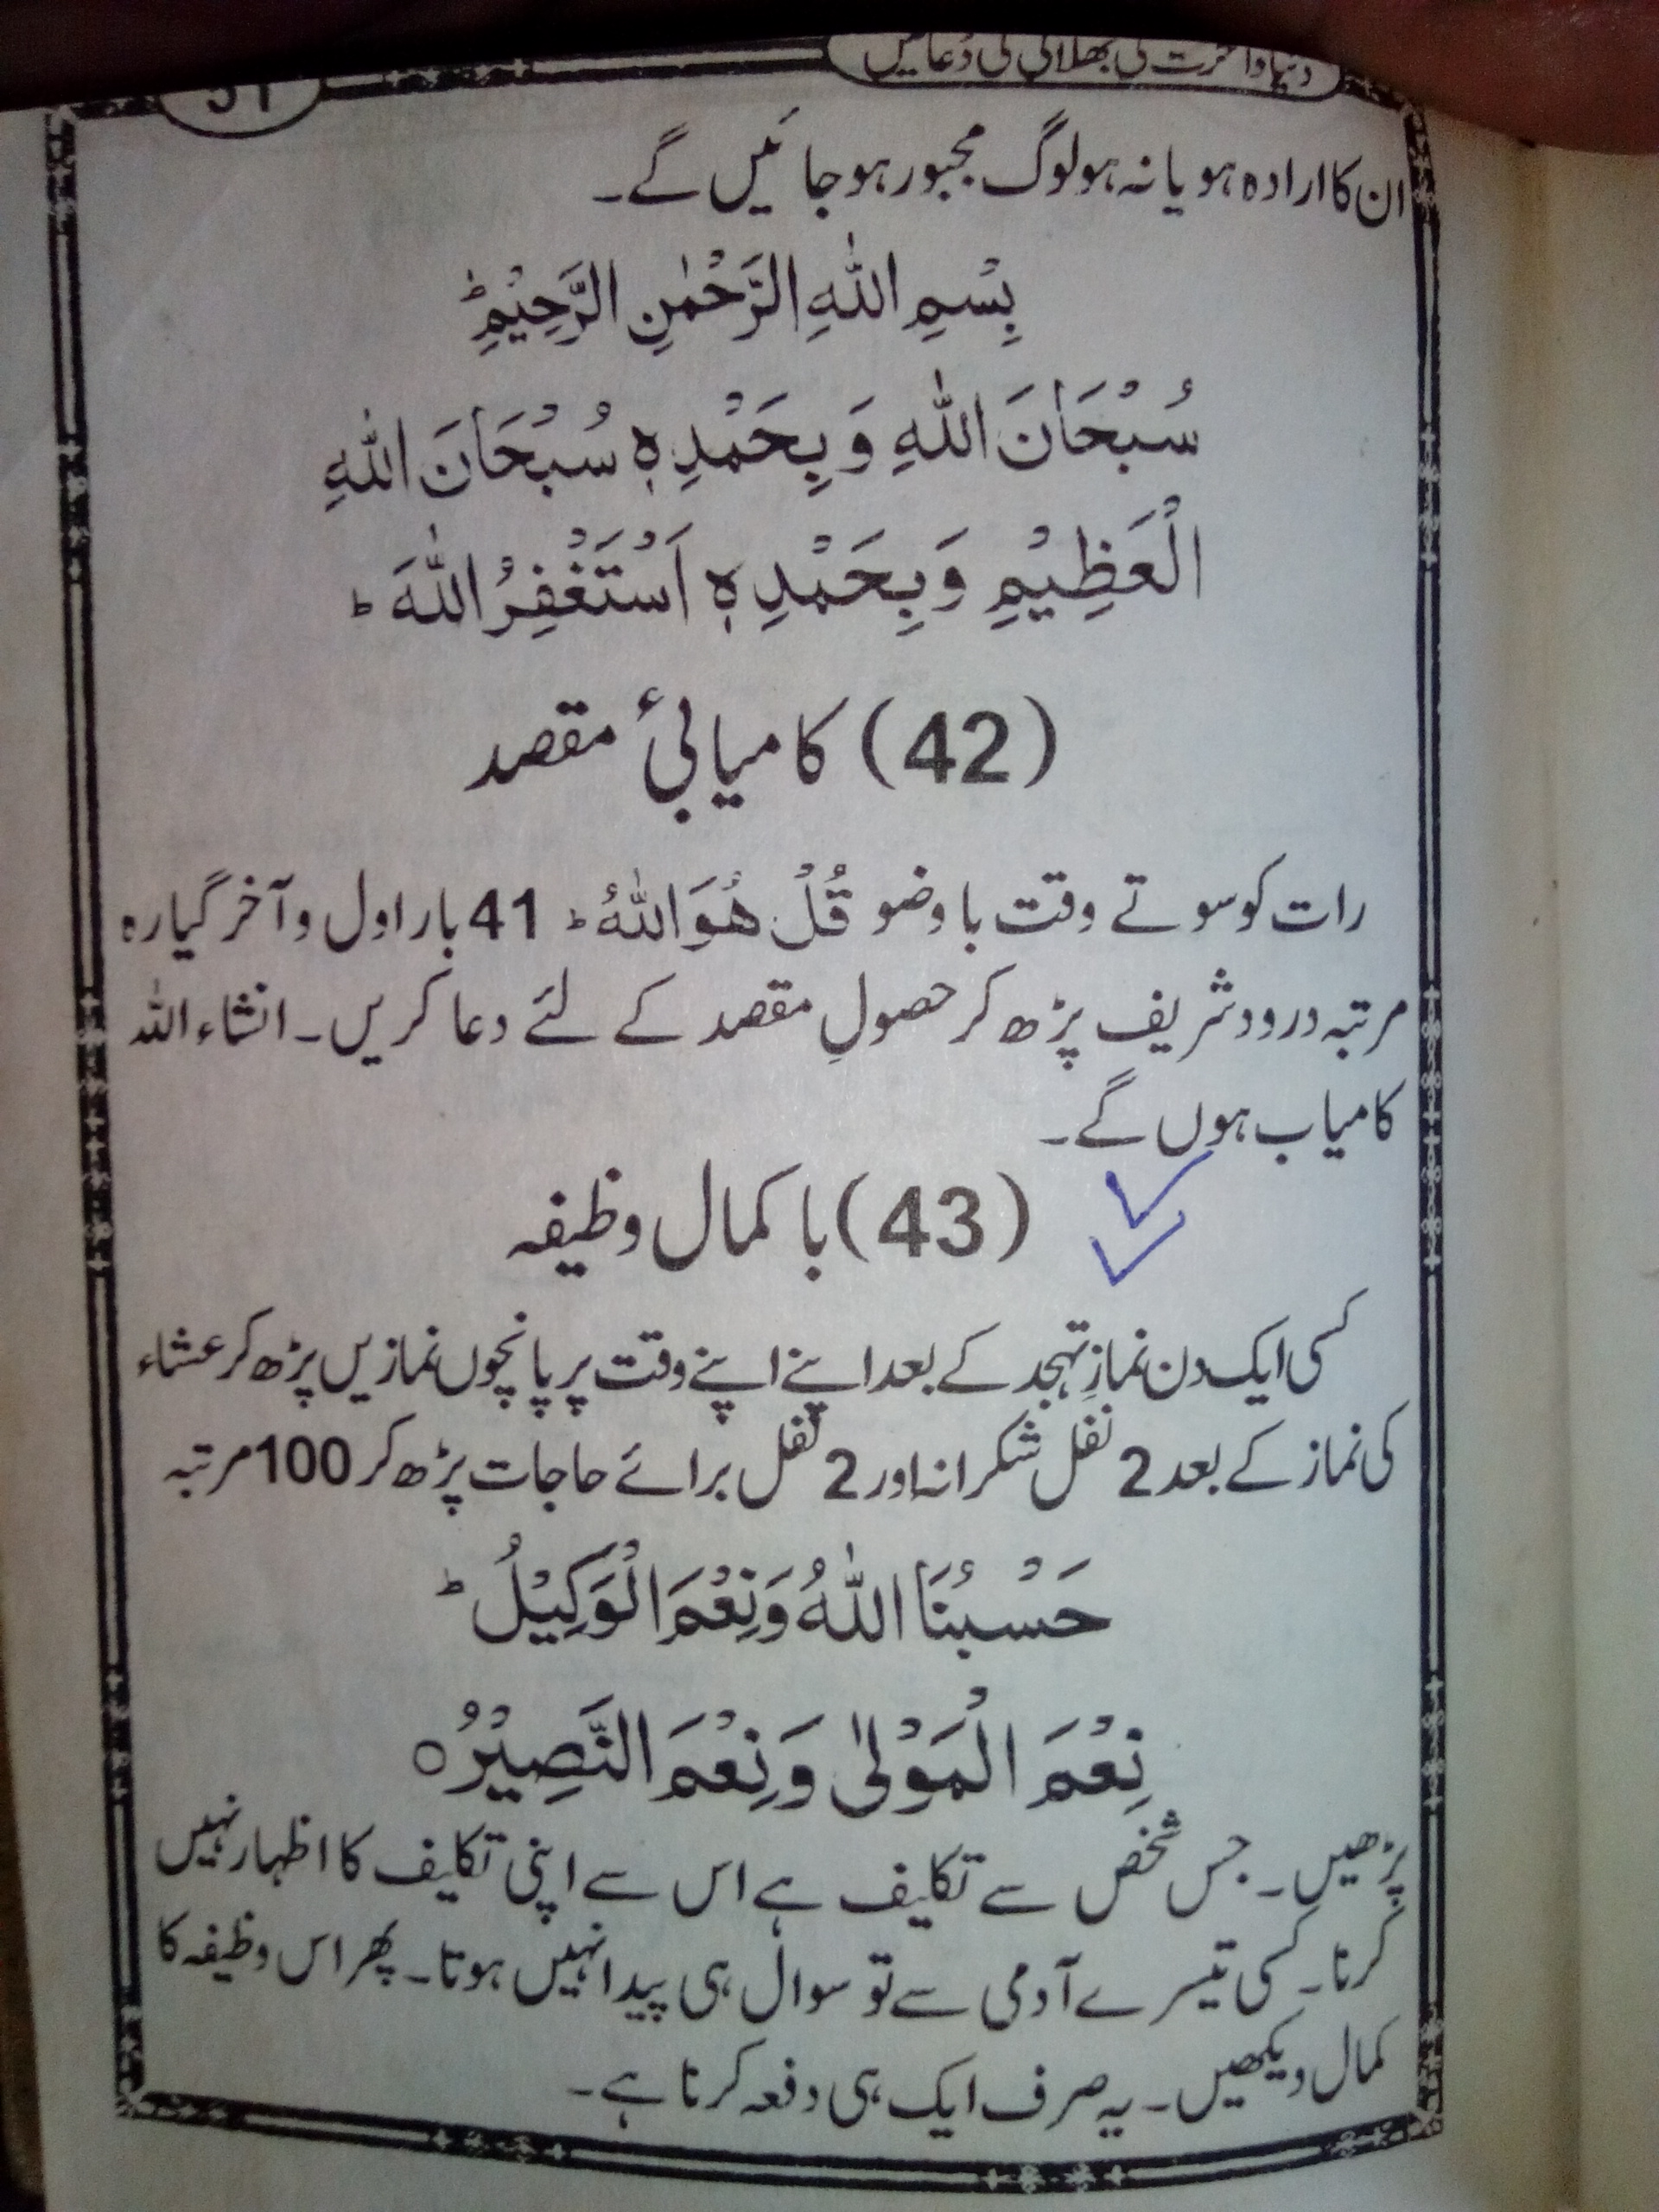 دنیا و آخرت کی بھلائی کی دعائیں
ان کا ارادہ ہو یا نہ ہو لوگ مجبور ہو جائیں گے۔
بِسْمِ اللّٰهِ الرَّحْمٰنِ الرَّحِیْمِؕ
سُبْحَانَ اللّٰهِ وَ بِحَمْدِهٖ سُبْحَانَ اللّٰهِ
الْعَظِیْمِ وَبِحَمْدِهٖ اَسْتَغْفِرُ اللّٰهَ ؕ
(42) کامیابیٔ مقصد
رات کو سوتے وقت باوضو قُلْ هُوَ اللّٰهُ ؕ 41 بار اول و آخر گیارہ
مرتبہ درود شریف پڑھ کر حصولِ مقصد کے لئے دعا کریں۔ انشاء اللہ
کامیاب ہوں گے۔
(43) با کمال وظیفہ
کسی ایک دن نمازِ تہجد کے بعد اپنے اپنے وقت پر پانچوں نمازیں پڑھ کر عشاء
کی نماز کے بعد 2 نفل شکرانہ اور 2 نفل برائے حاجات پڑھ کر 100 مرتبہ
حَسْبُنَا اللّٰهُ وَنِعْمَ الْوَكِیْلُ ؕ
نِعْمَ الْمَوْلٰی وَنِعْمَ النَّصِیْرُ ہ
پڑھیں۔ جس شخص سے تکلیف ہے اس سے اپنی تکلیف کا اظہار نہیں
کرنا۔ کسی تیسرے آدمی سے تو سوال ہی پیدا نہیں ہوتا۔ پھر اس وظیفہ کا
کمال دیکھیں۔ یہ صرف ایک ہی دفعہ کرنا ہے۔